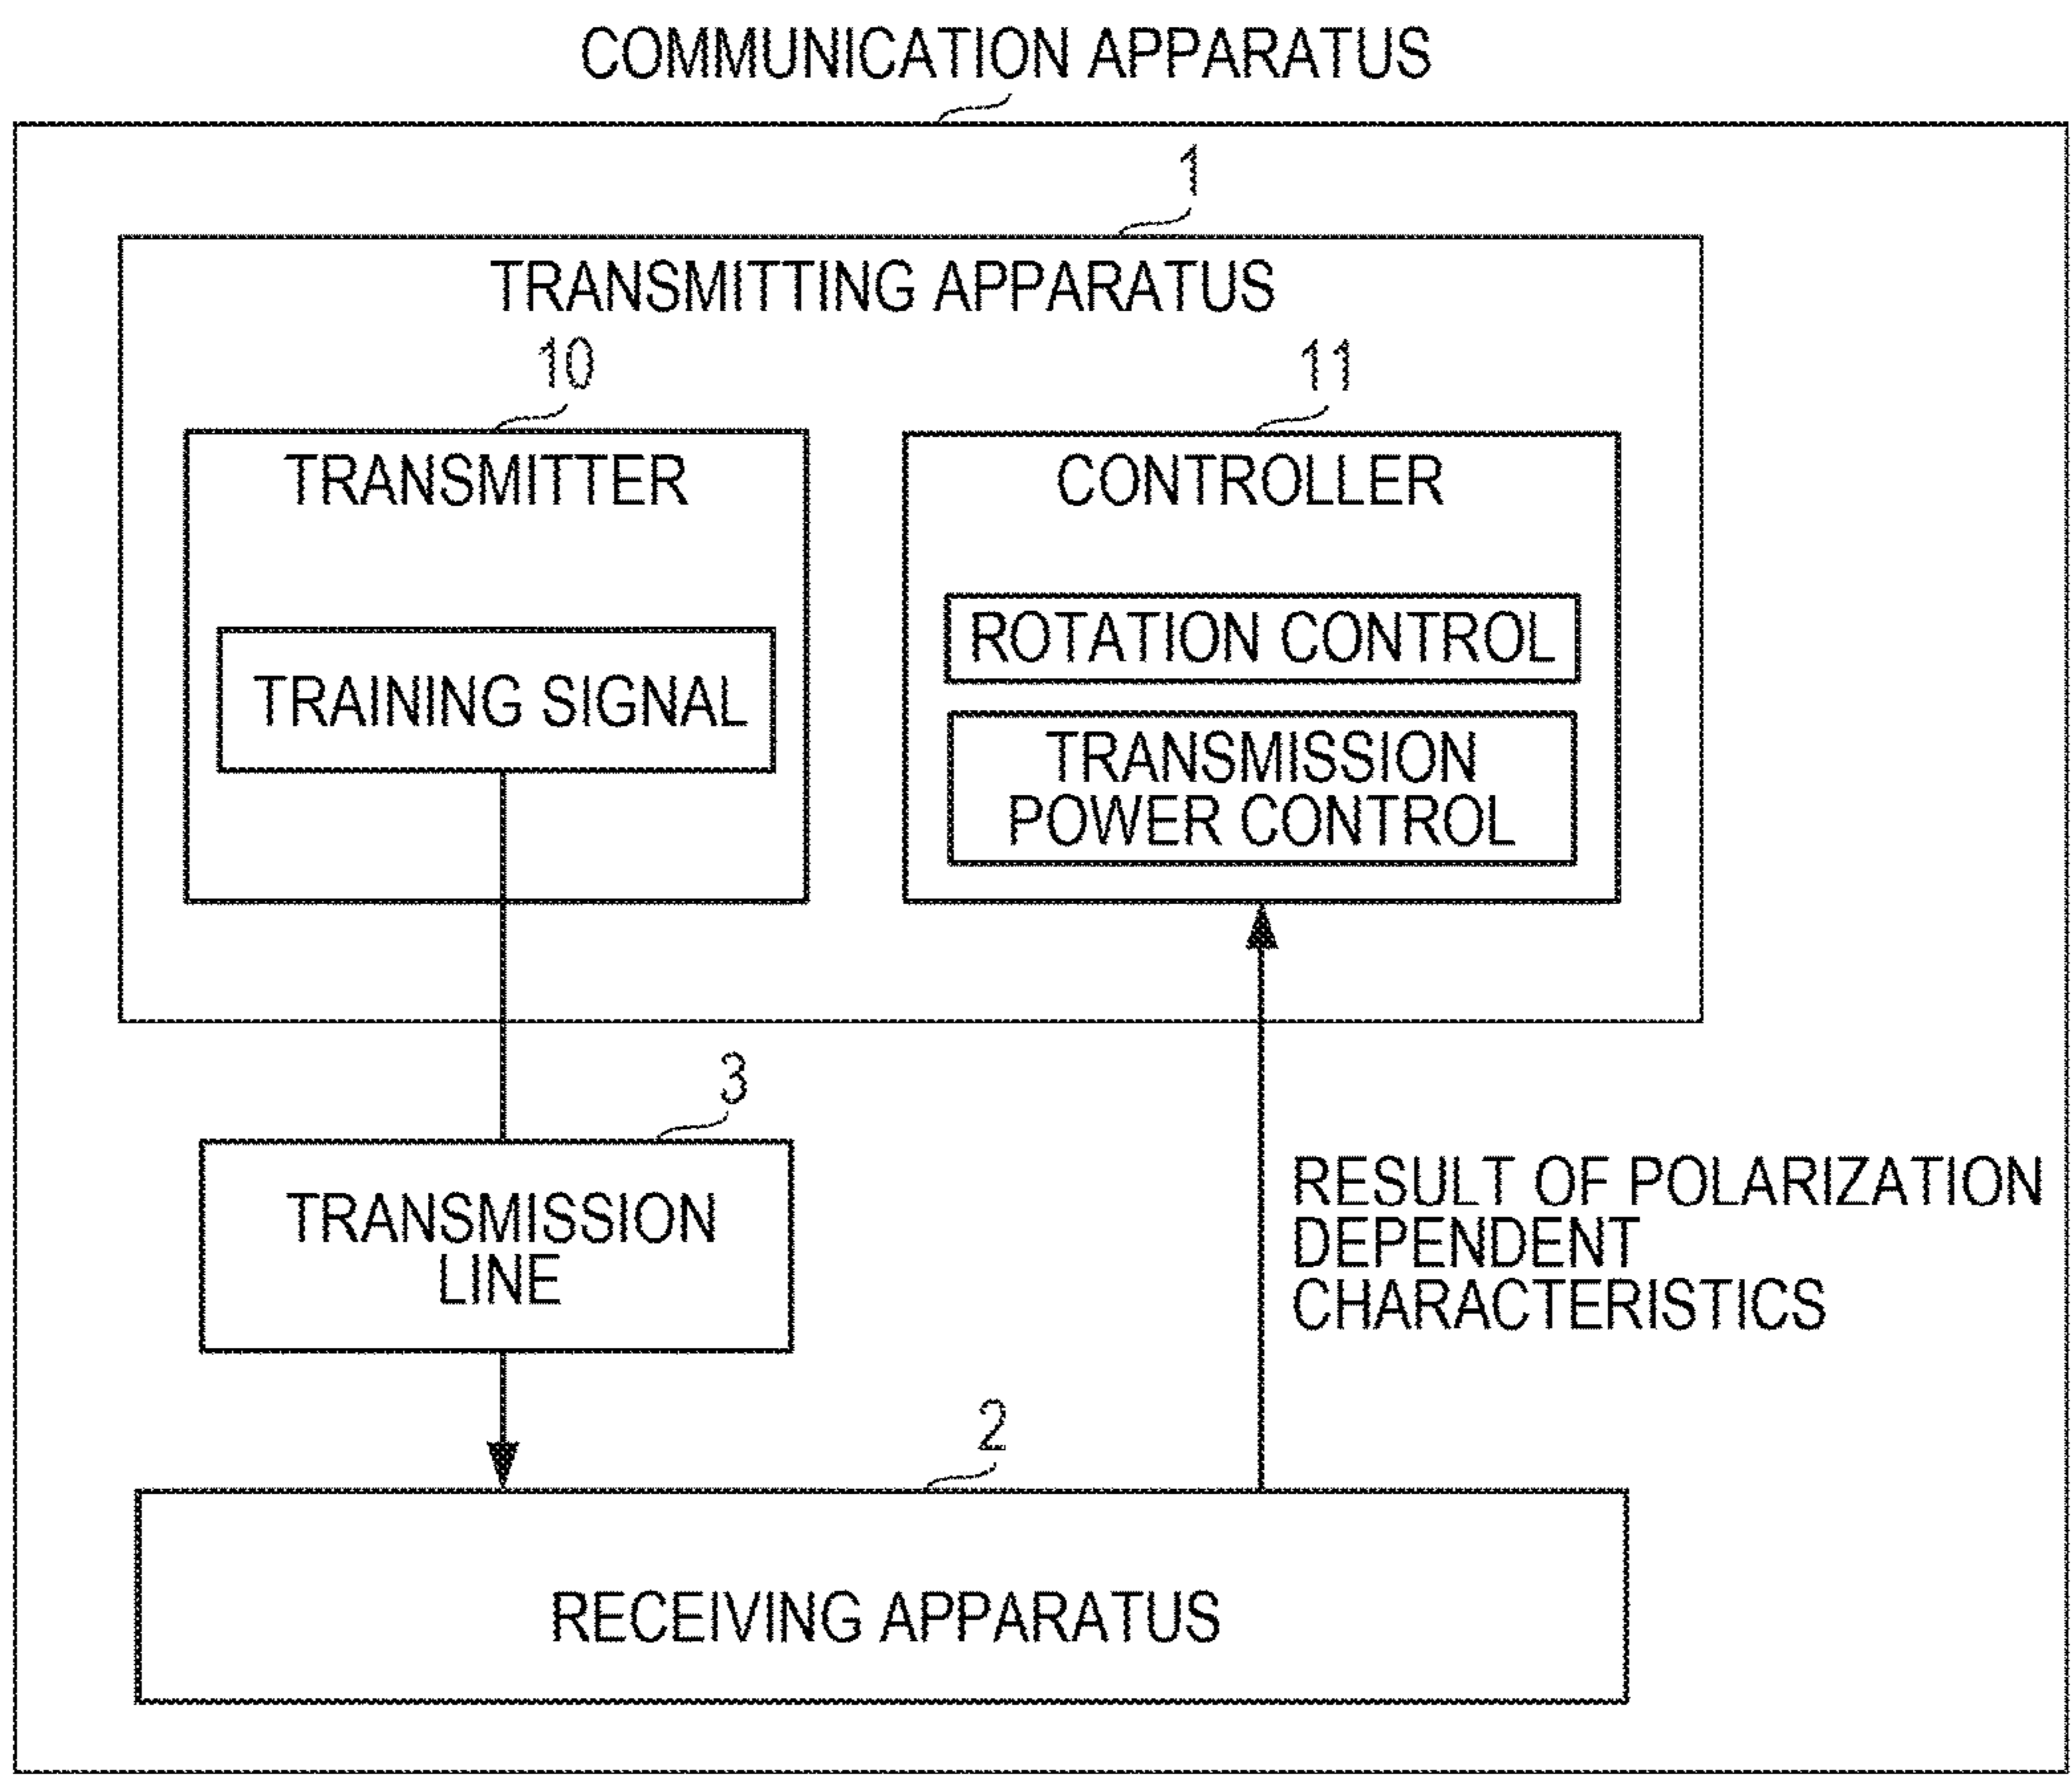 COMMUNICATION APPARATUS
1
TRANSMITTING APPARATUS
10
11
TRANSMITTER
CONTROLLER
TRAINING SIGNAL
ROTATION CONTROL
TRANSMISSION
POWER CONTROL
3
TRANSMISSION
LINE
RESULT OF POLARIZATION
DEPENDENT
CHARACTERISTICS
2
RECEIVING APPARATUS